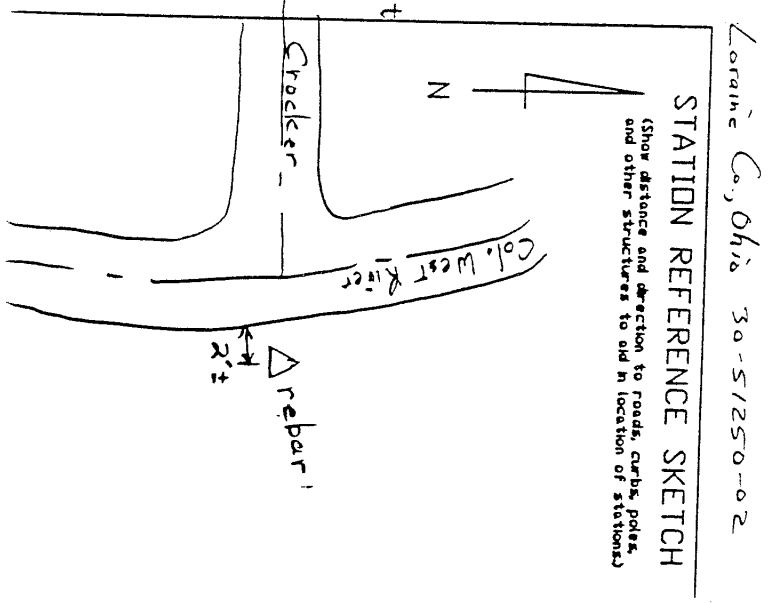 Loraine Co., Ohio 30-51250-02
STATION REFERENCE SKETCH
(Show distance and direction to roads, curbs, poles,
and other structures to aid in location of stations.)
N
t
Col. West River
Crocker
rebar
2'±